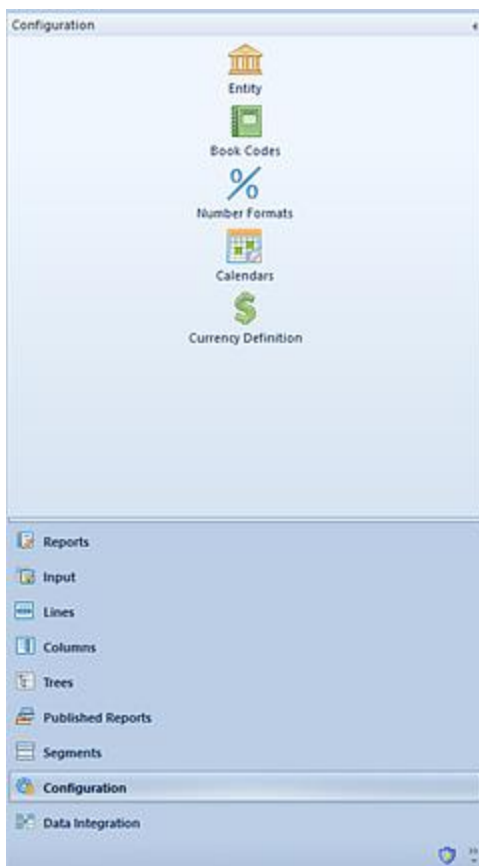 Configuration
Entity
Book Codes
Number Formats
Calendars
Currency Definition
Reports
Input
Lines
Columns
Trees
Published Reports
Segments
Configuration
Data Integration